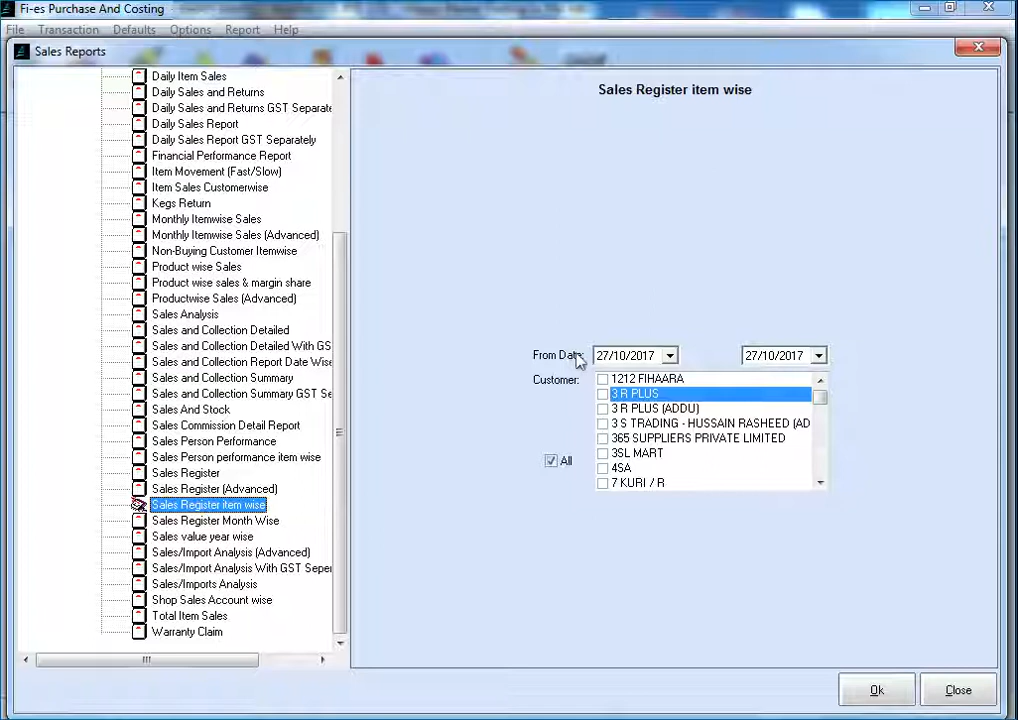 Fi-es Purchase And Costing
File Transaction Defaults Options Report Help
Sales Reports
Daily Item Sales
Daily Sales and Returns
Daily Sales and Returns GST Separate
Daily Sales Report
Daily Sales Report GST Separately
Financial Performance Report
Item Movement (Fast/Slow)
Item Sales Customerwise
Kegs Return
Monthly Itemwise Sales
Monthly Itemwise Sales (Advanced)
Non-Buying Customer Itemwise
Product wise Sales
Product wise sales & margin share
Productwise Sales (Advanced)
Sales Analysis
Sales and Collection Detailed
Sales and Collection Detailed With GS
Sales and Collection Report Date Wise
Sales and Collection Summary
Sales and Collection Summary GST Se
Sales And Stock
Sales Commission Detail Report
Sales Person Performance
Sales Person performance item wise
Sales Register
Sales Register (Advanced)
Sales Register item wise
Sales Register Month Wise
Sales value year wise
Sales/Import Analysis (Advanced)
Sales/Import Analysis With GST Seper
Sales/Imports Analysis
Shop Sales Account wise
Total Item Sales
Warranty Claim
Sales Register item wise
From Date: 27/10/2017 27/10/2017
Customer:
1212 FIHAARA
3 R PLUS
3 R PLUS (ADDU)
3 S TRADING - HUSSAIN RASHEED (AD
365 SUPPLIERS PRIVATE LIMITED
3SL MART
4SA
7 KURI / R
All
Ok Close